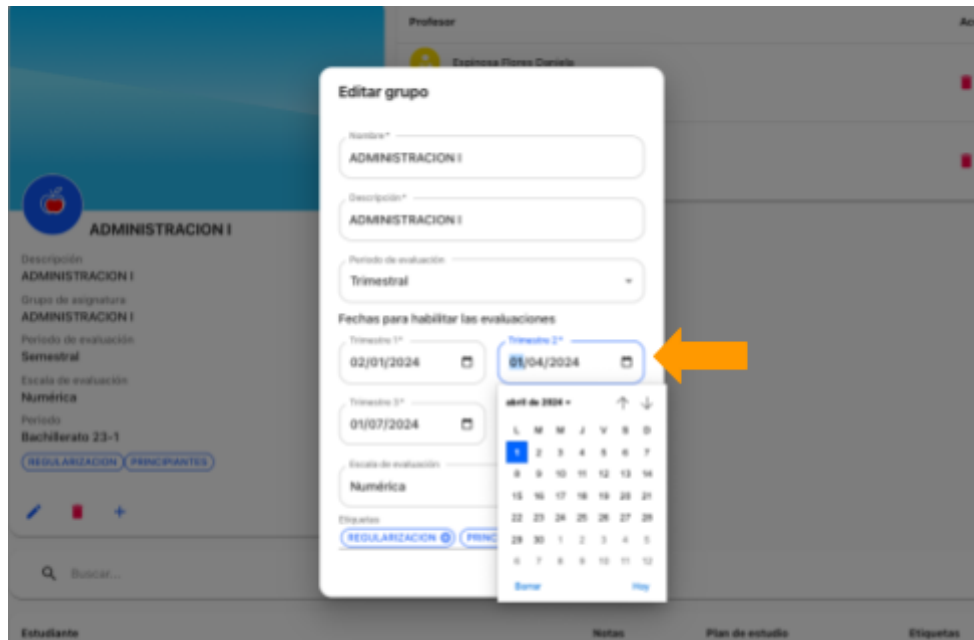 Profesor
Espinosa Flores Daniela
ADMINISTRACION I
Descripción
ADMINISTRACION I
Grupo de asignatura
ADMINISTRACION I
Periodo de evaluación
Semestral
Escala de evaluación
Numérica
Periodo
Bachillerato 23-1
REGULARIZACION PRINCIPIANTES
Buscar...
Estudiante Notas Plan de estudio Etiquetas
Editar grupo
Nombre*
ADMINISTRACION I
Descripción*
ADMINISTRACION I
Periodo de evaluación
Trimestral
Fechas para habilitar las evaluaciones
Trimestre 1* Trimestre 2*
02/01/2024 01/04/2024
Trimestre 3*
01/07/2024
Escala de evaluación
Numérica
Etiquetas
REGULARIZACION
abril de 2024
L M M J V S D
1 2 3 4 5 6 7
8 9 10 11 12 13 14
15 16 17 18 19 20 21
22 23 24 25 26 27 28
29 30 1 2 3 4 5
6 7 8 9 10 11 12
Borrar Hoy